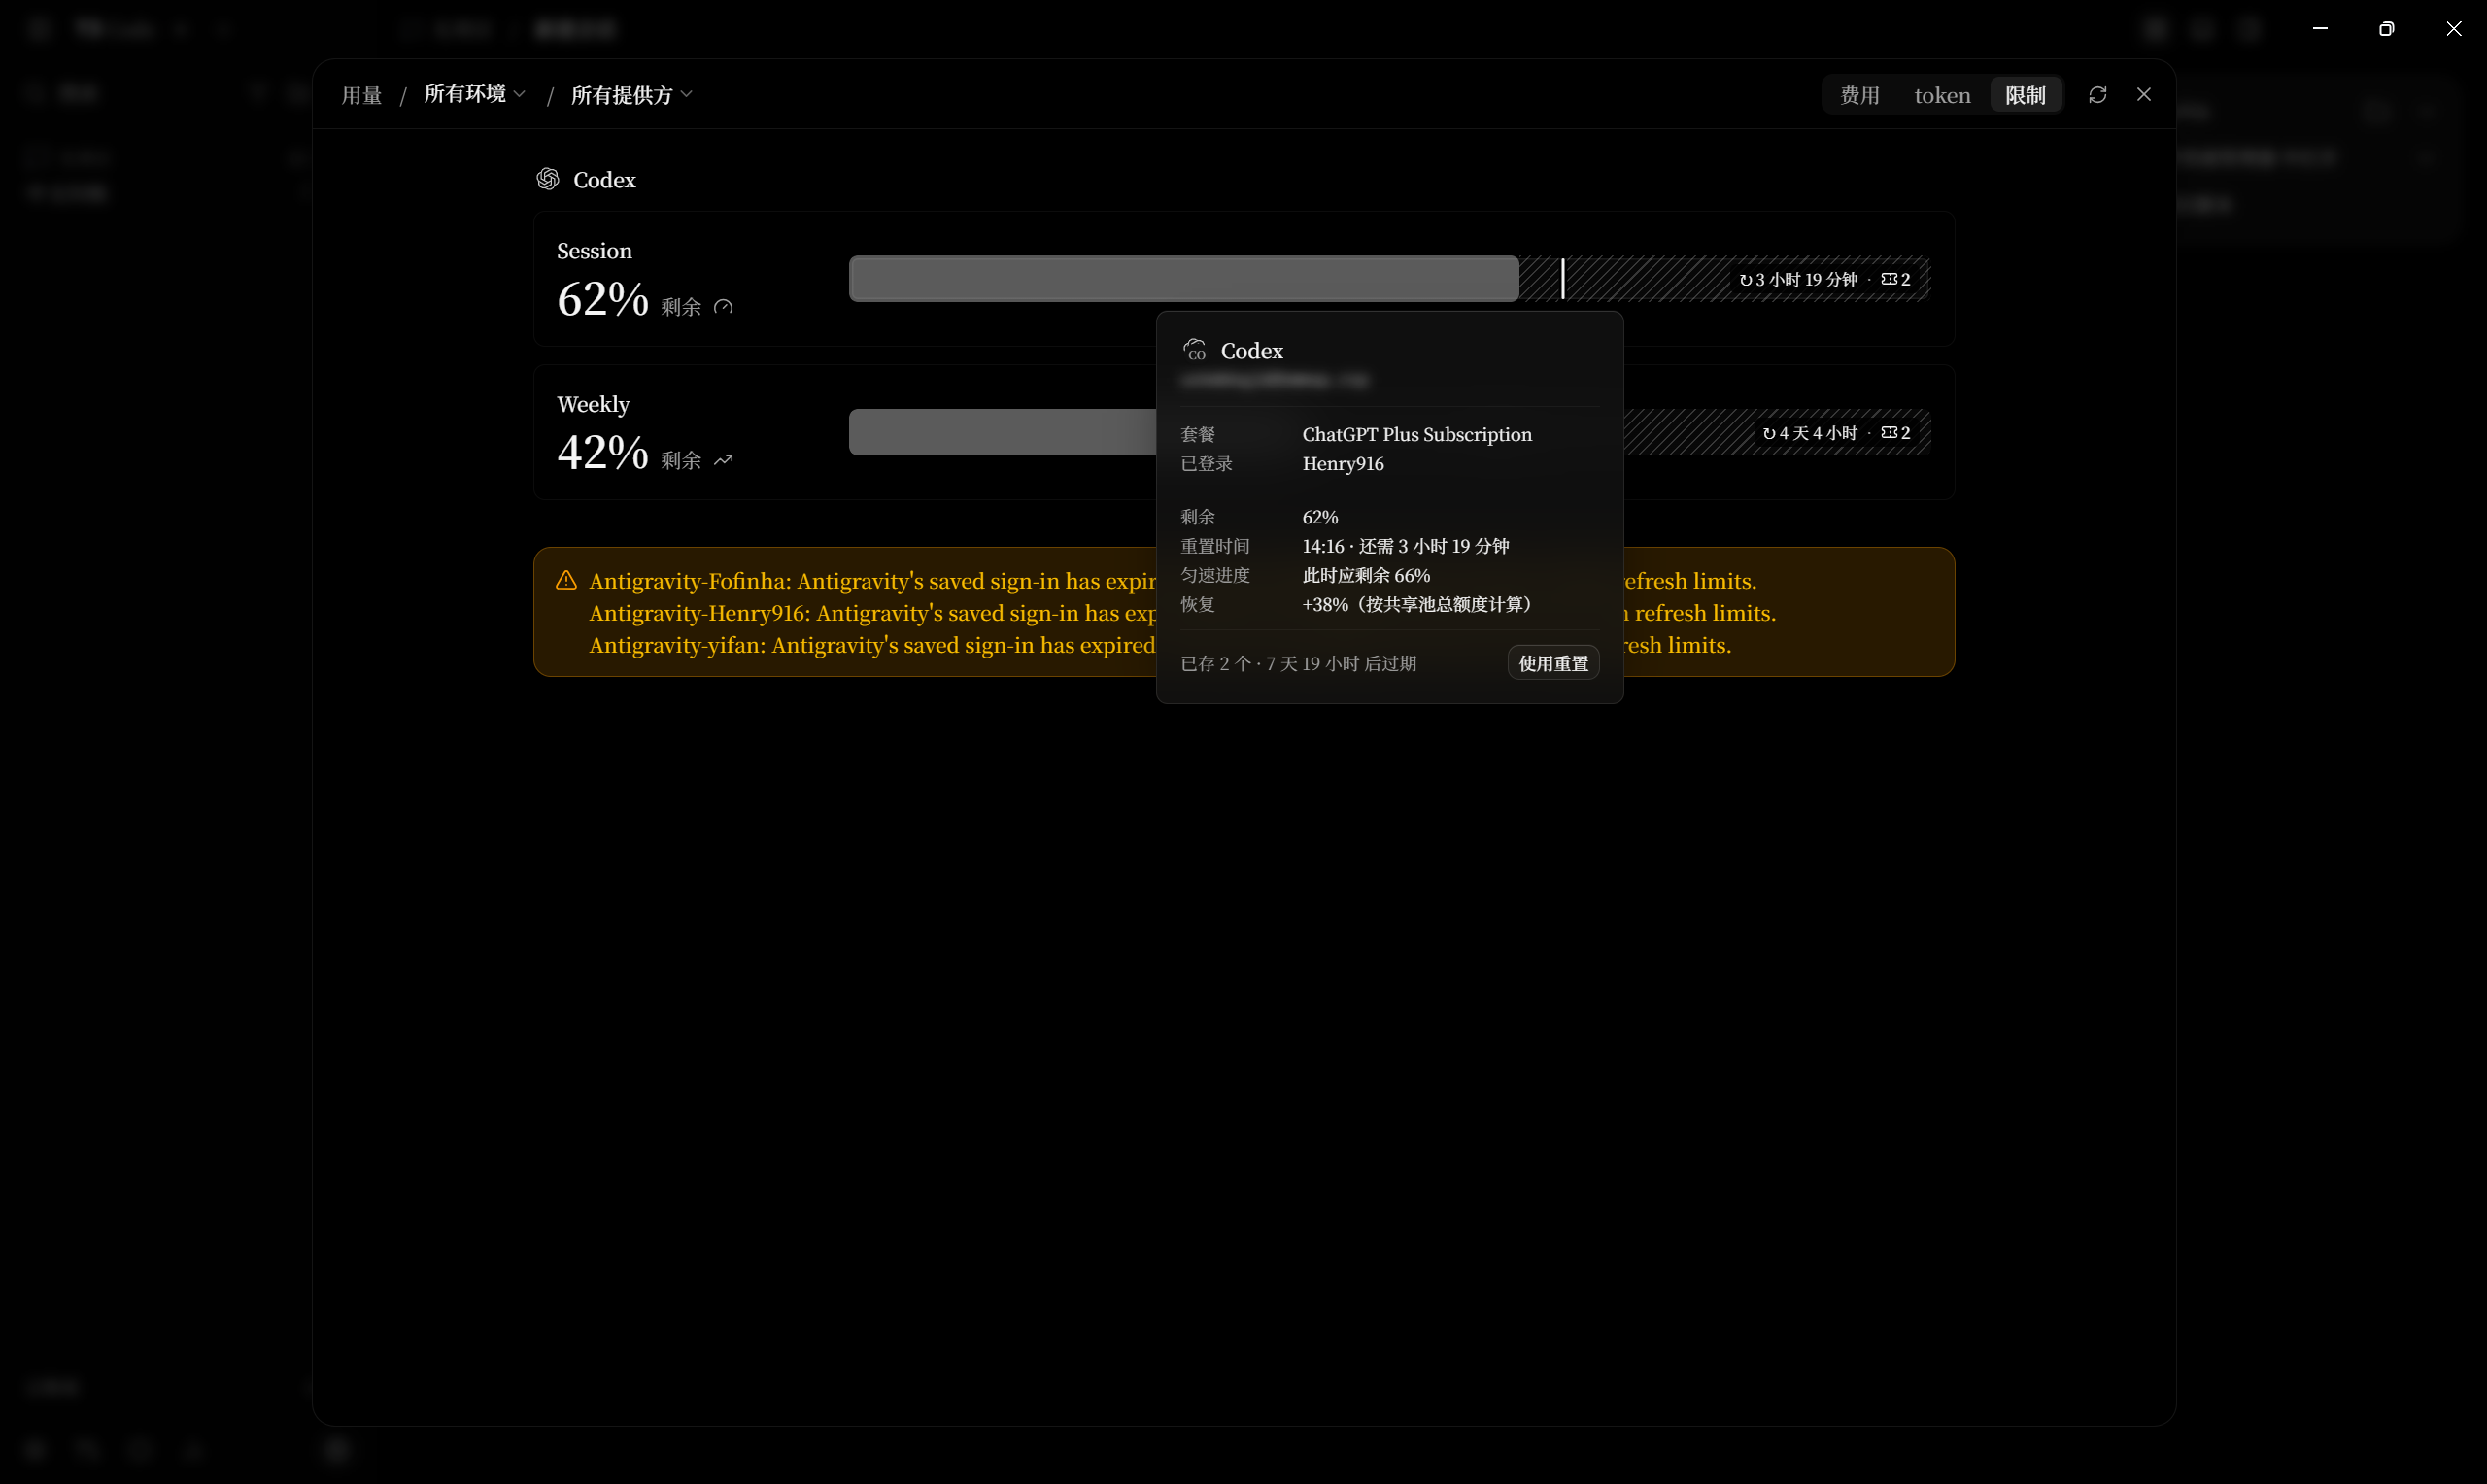 用量 / 所有环境 / 所有提供方
费用 token 限制
Codex
Session
62% 剩余
3 小时 19 分钟 · 2
Weekly
42% 剩余
4 天 4 小时 · 2
Antigravity-Fofinha: Antigravity's saved sign-in has expir
efresh limits.
Antigravity-Henry916: Antigravity's saved sign-in has exp
refresh limits.
Antigravity-yifan: Antigravity's saved sign-in has expired
resh limits.
CO Codex
套餐 ChatGPT Plus Subscription
已登录 Henry916
剩余 62%
重置时间 14:16 · 还需 3 小时 19 分钟
匀速进度 此时应剩余 66%
恢复 +38%（按共享池总额度计算）
已存 2 个 · 7 天 19 小时 后过期 使用重置